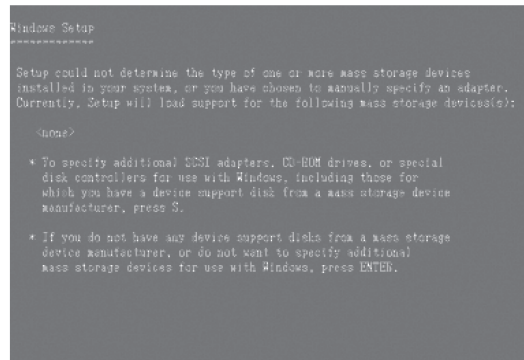 Windows Setup
=============
Setup could not determine the type of one or more mass storage devices
installed in your system, or you have chosen to manually specify an adapter.
Currently, Setup will load support for the following mass storage devices(s):
<none>
* To specify additional SCSI adapters, CD-ROM drives, or special
disk controllers for use with Windows, including those for
which you have a device support disk from a mass storage device
manufacturer, press S.
* If you do not have any device support disks from a mass storage
device manufacturer, or do not want to specify additional
mass storage devices for use with Windows, press ENTER.